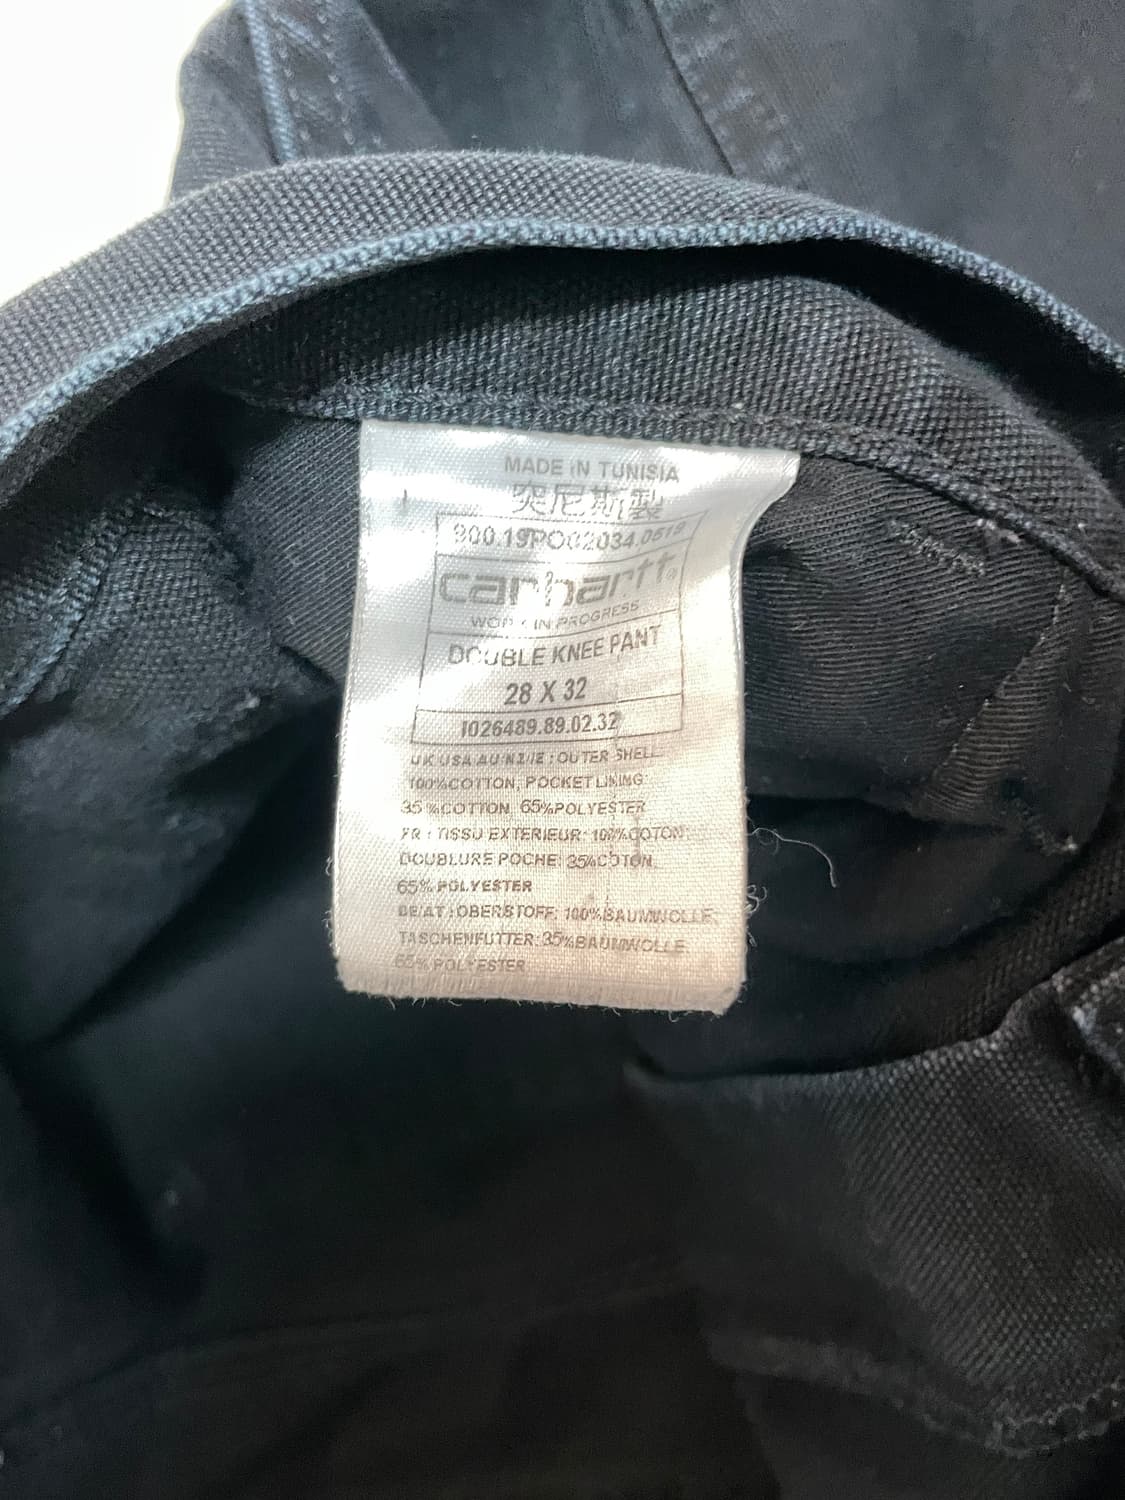 MADE IN TUNISIA
突尼斯製
900.19PO02034.0519
carhartt®
WORK IN PROGRESS
DOUBLE KNEE PANT
28 X 32
I026489.89.02.32
UK USA AU NZ IE : OUTER SHELL:
100%COTTON, POCKET LINING:
35%COTTON 65%POLYESTER
FR : TISSU EXTERIEUR: 100%COTON;
DOUBLURE POCHE: 35%COTON
65% POLYESTER
DE/AT : OBERSTOFF: 100%BAUMWOLLE;
TASCHENFUTTER: 35%BAUMWOLLE
65% POLYESTER